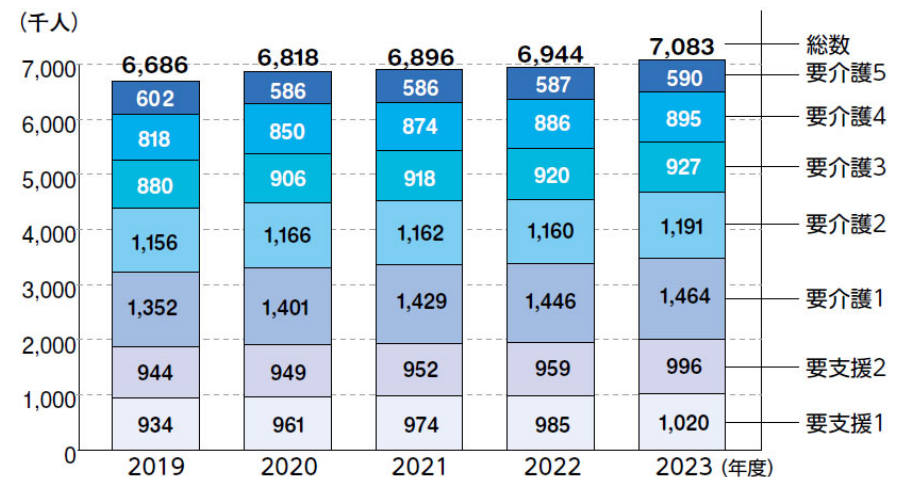 (千人)
6,686 6,818 6,896 6,944 7,083 総数
7,000 602 586 586 587 590 要介護5
6,000 818 850 874 886 895 要介護4
5,000 880 906 918 920 927 要介護3
4,000 1,156 1,166 1,162 1,160 1,191 要介護2
3,000 1,352 1,401 1,429 1,446 1,464 要介護1
2,000 944 949 952 959 996 要支援2
1,000 934 961 974 985 1,020 要支援1
0
2019 2020 2021 2022 2023 (年度)